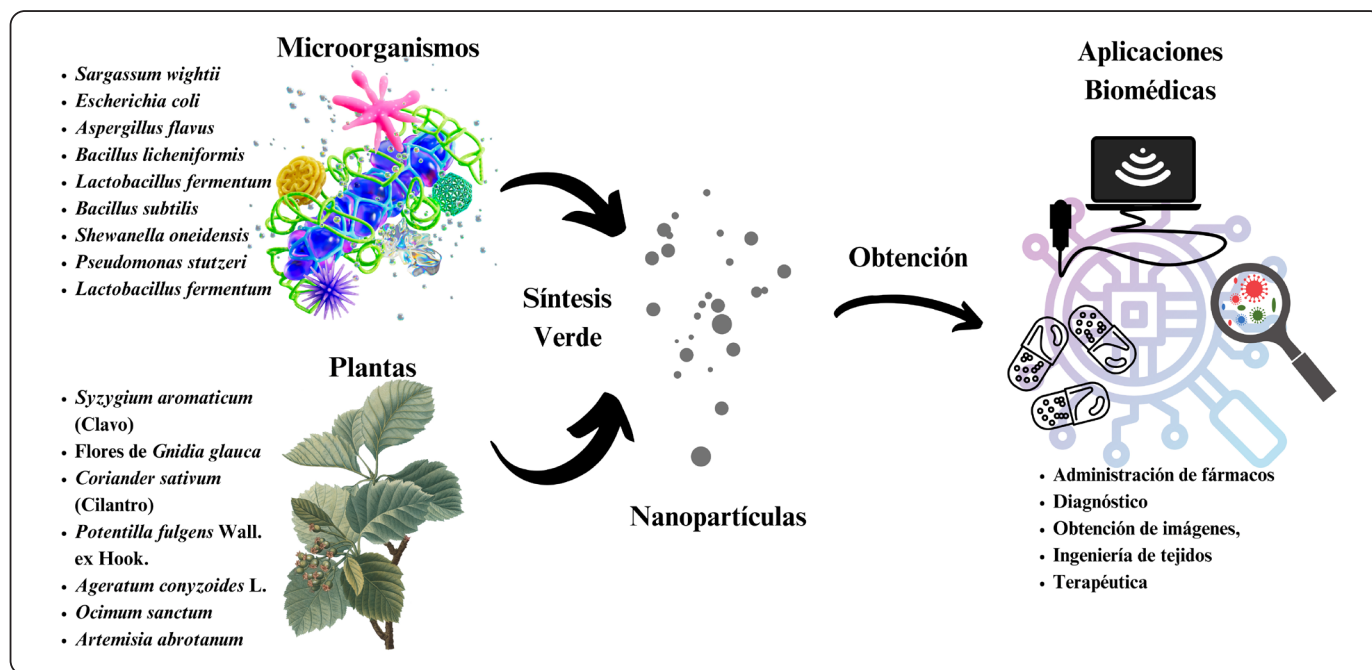 Microorganismos
• Sargassum wightii
• Escherichia coli
• Aspergillus flavus
• Bacillus licheniformis
• Lactobacillus fermentum
• Bacillus subtilis
• Shewanella oneidensis
• Pseudomonas stutzeri
• Lactobacillus fermentum
Plantas
• Syzygium aromaticum
(Clavo)
• Flores de Gnidia glauca
• Coriander sativum
(Cilantro)
• Potentilla fulgens Wall.
ex Hook.
• Ageratum conyzoides L.
• Ocimum sanctum
• Artemisia abrotanum
Síntesis
Verde
Nanopartículas
Obtención
Aplicaciones
Biomédicas
• Administración de fármacos
• Diagnóstico
• Obtención de imágenes,
• Ingeniería de tejidos
• Terapéutica